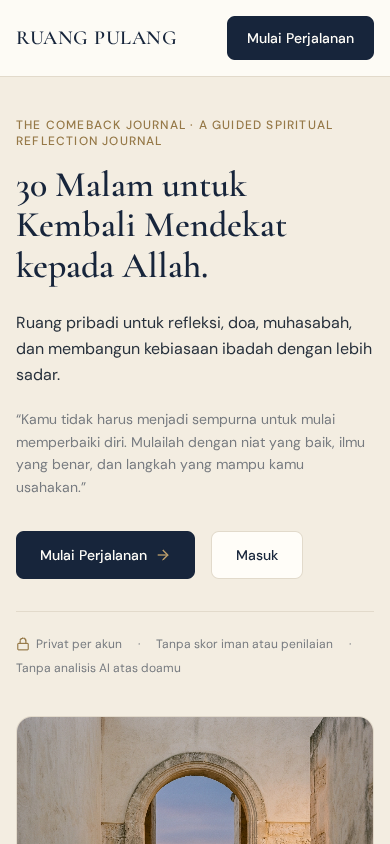 RUANG PULANG
Mulai Perjalanan
THE COMEBACK JOURNAL · A GUIDED SPIRITUAL
REFLECTION JOURNAL
30 Malam untuk
Kembali Mendekat
kepada Allah.
Ruang pribadi untuk refleksi, doa, muhasabah,
dan membangun kebiasaan ibadah dengan lebih
sadar.
“Kamu tidak harus menjadi sempurna untuk mulai
memperbaiki diri. Mulailah dengan niat yang baik, ilmu
yang benar, dan langkah yang mampu kamu
usahakan.”
Mulai Perjalanan →
Masuk
Privat per akun · Tanpa skor iman atau penilaian ·
Tanpa analisis AI atas doamu